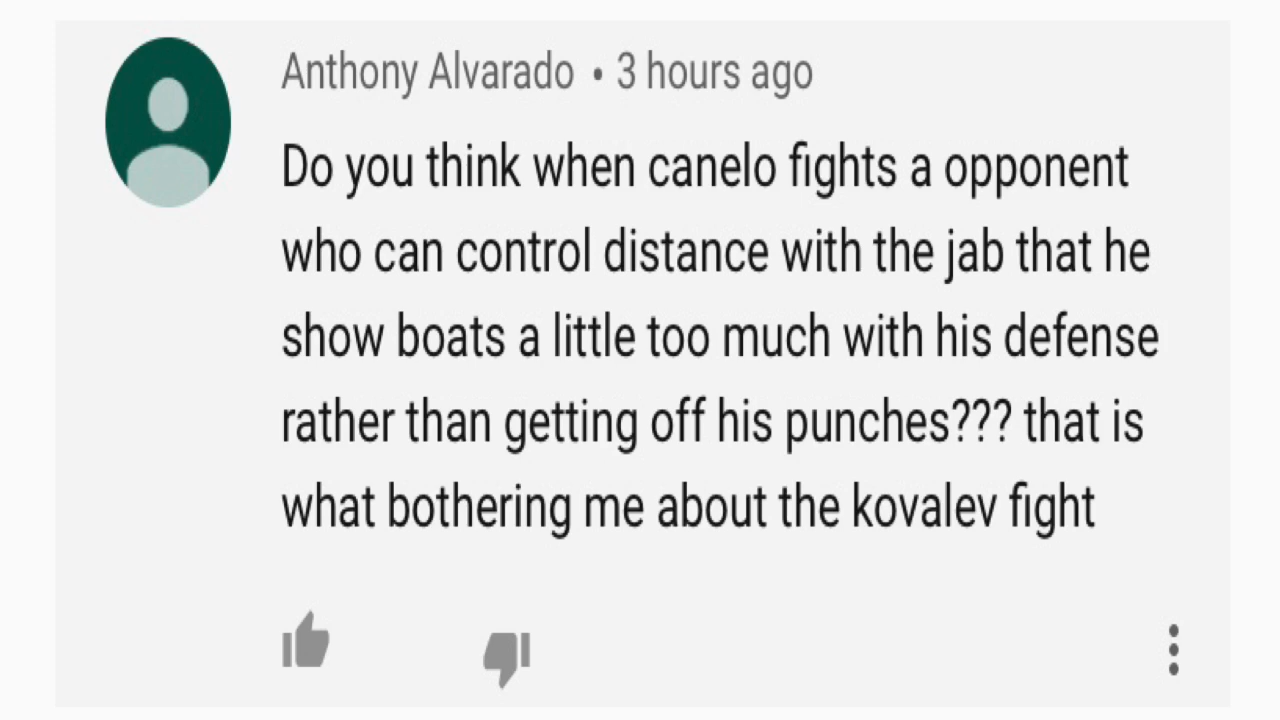 Anthony Alvarado • 3 hours ago
Do you think when canelo fights a opponent
who can control distance with the jab that he
show boats a little too much with his defense
rather than getting off his punches??? that is
what bothering me about the kovalev fight